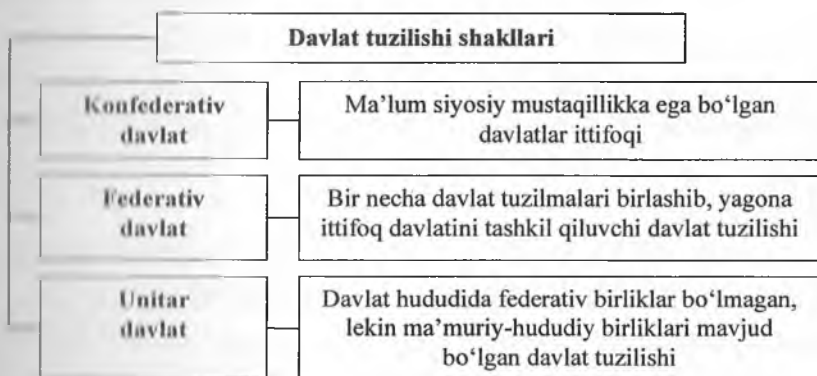 Davlat tuzilishi shakllari
Konfederativ
davlat
Ma’lum siyosiy mustaqillikka ega bo‘lgan
davlatlar ittifoqi
Federativ
davlat
Bir necha davlat tuzilmalari birlashib, yagona
ittifoq davlatini tashkil qiluvchi davlat tuzilishi
Unitar
davlat
Davlat hududida federativ birliklar bo‘lmagan,
lekin ma’muriy-hududiy birliklari mavjud
bo‘lgan davlat tuzilishi